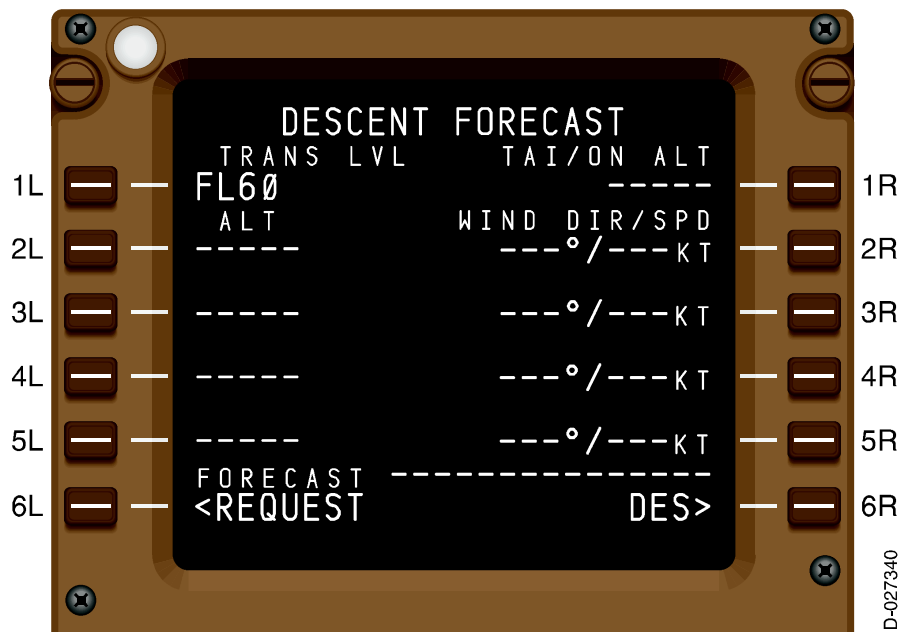 DESCENT FORECAST
TRANS LVL TAI/ON ALT
1L FL60 ----- 1R
ALT WIND DIR/SPD
2L ----- ---°/---KT 2R
3L ----- ---°/---KT 3R
4L ----- ---°/---KT 4R
5L ----- ---°/---KT 5R
FORECAST ----------------
6L <REQUEST DES> 6R
D-027340